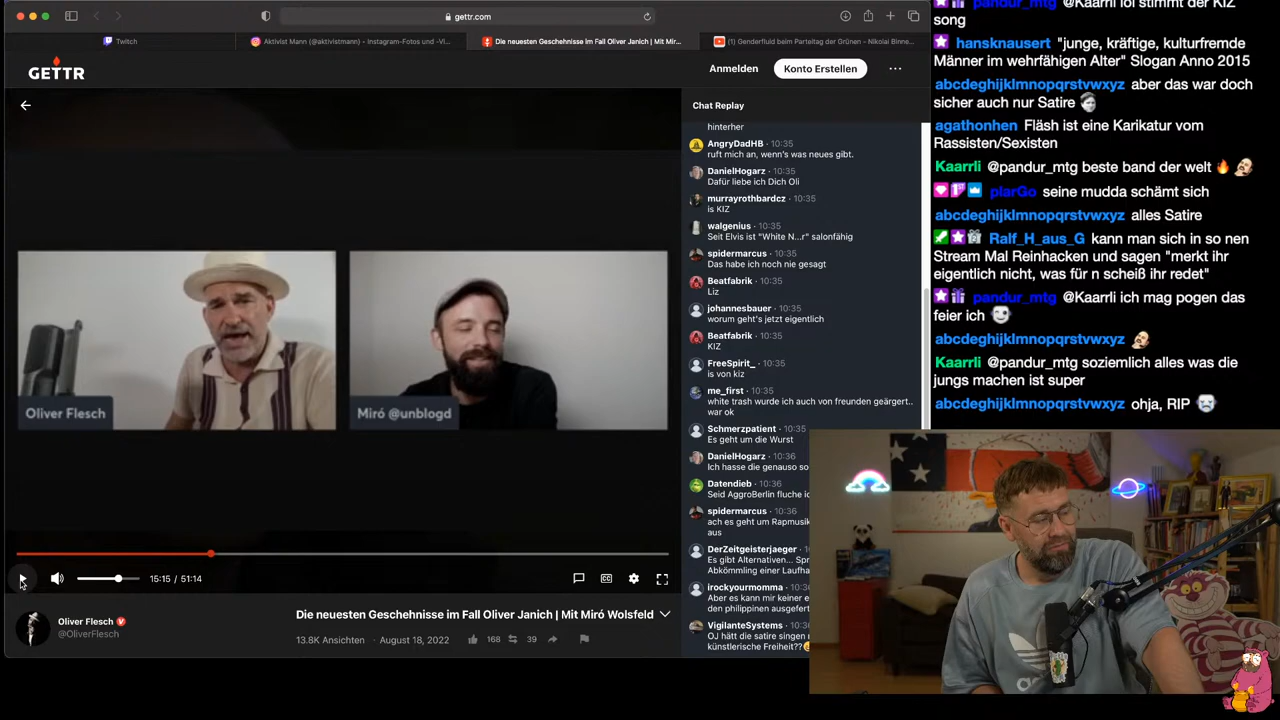 gettr.com
Twitch
Aktivist Mann (@aktivistmann) • Instagram-Fotos und -Vi...
Die neuesten Geschehnisse im Fall Oliver Janich | Mit Mir...
(1) Genderfluid beim Parteitag der Grünen - Nikolai Binne...
GETTR
Anmelden
Konto Erstellen
Oliver Flesch
Miró @unblogd
15:15 / 51:14
CC
Oliver Flesch
@OliverFlesch
Die neuesten Geschehnisse im Fall Oliver Janich | Mit Miró Wolsfeld
13.8K Ansichten · August 18, 2022
168
39
Chat Replay
hinterher
AngryDadHB · 10:35
ruft mich an, wenn's was neues gibt.
DanielHogarz · 10:35
Dafür liebe ich Dich Oli
murrayrothbardcz · 10:35
is KIZ
walgenius · 10:35
Seit Elvis ist "White N...r" salonfähig
spidermarcus · 10:35
Das habe ich noch nie gesagt
Beatfabrik · 10:35
Liz
johannesbauer · 10:35
worum geht's jetzt eigentlich
Beatfabrik · 10:35
KIZ
FreeSpirit_ · 10:35
is von kiz
me_first · 10:35
white trash wurde ich auch von freunden geärgert..
war ok
Schmerzpatient · 10:35
Es geht um die Wurst
DanielHogarz · 10:36
Ich hasse die genauso so
Datendieb · 10:36
Seid AggroBerlin fluche ic
spidermarcus · 10:36
ach es geht um Rapmusik
aus
DerZeitgeisterjaeger · 10:36
Es gibt Alternativen... Spr
Abkömmling einer Laufha
irockyourmomma · 10:36
Aber es kann mir keiner e
den philippinen ausgefert
VigilanteSystems · 10:36
OJ hätt die satire singen
künstlerische Freiheit??
pandur_mtg @Kaarrli lol stimmt der KIZ
song
hansknausert "junge, kräftige, kulturfremde
Männer im wehrfähigen Alter" Slogan Anno 2015
abcdeghijklmnopqrstvwxyz aber das war doch
sicher auch nur Satire
agathonhen Fläsh ist eine Karikatur vom
Rassisten/Sexisten
Kaarrli @pandur_mtg beste band der welt
plarGo seine mudda schämt sich
abcdeghijklmnopqrstvwxyz alles Satire
Ralf_H_aus_G kann man sich in so nen
Stream Mal Reinhacken und sagen "merkt ihr
eigentlich nicht, was für n scheiß ihr redet"
pandur_mtg @Kaarrli ich mag pogen das
feier ich
abcdeghijklmnopqrstvwxyz
Kaarrli @pandur_mtg soziemlich alles was die
jungs machen ist super
abcdeghijklmnopqrstvwxyz ohja, RIP